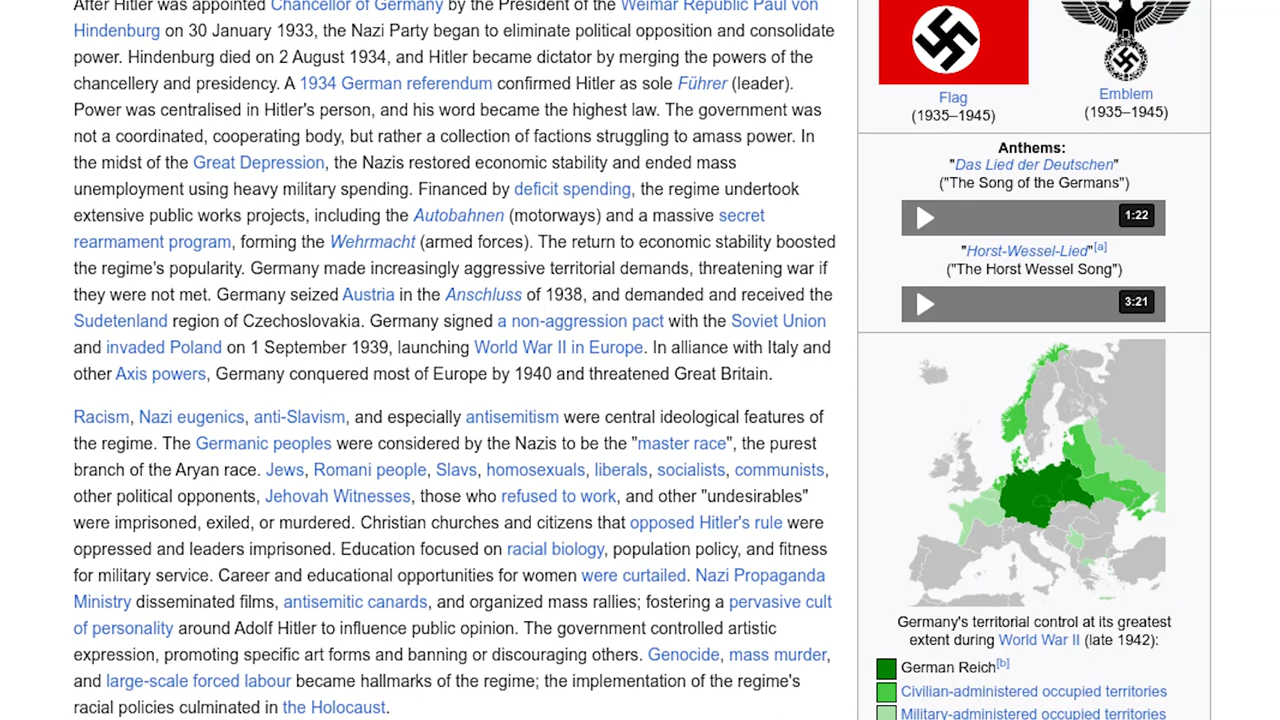 After Hitler was appointed Chancellor of Germany by the President of the Weimar Republic Paul von
Hindenburg on 30 January 1933, the Nazi Party began to eliminate political opposition and consolidate
power. Hindenburg died on 2 August 1934, and Hitler became dictator by merging the powers of the
chancellery and presidency. A 1934 German referendum confirmed Hitler as sole Führer (leader).
Power was centralised in Hitler's person, and his word became the highest law. The government was
not a coordinated, cooperating body, but rather a collection of factions struggling to amass power. In
the midst of the Great Depression, the Nazis restored economic stability and ended mass
unemployment using heavy military spending. Financed by deficit spending, the regime undertook
extensive public works projects, including the Autobahnen (motorways) and a massive secret
rearmament program, forming the Wehrmacht (armed forces). The return to economic stability boosted
the regime's popularity. Germany made increasingly aggressive territorial demands, threatening war if
they were not met. Germany seized Austria in the Anschluss of 1938, and demanded and received the
Sudetenland region of Czechoslovakia. Germany signed a non-aggression pact with the Soviet Union
and invaded Poland on 1 September 1939, launching World War II in Europe. In alliance with Italy and
other Axis powers, Germany conquered most of Europe by 1940 and threatened Great Britain.
Racism, Nazi eugenics, anti-Slavism, and especially antisemitism were central ideological features of
the regime. The Germanic peoples were considered by the Nazis to be the "master race", the purest
branch of the Aryan race. Jews, Romani people, Slavs, homosexuals, liberals, socialists, communists,
other political opponents, Jehovah Witnesses, those who refused to work, and other "undesirables"
were imprisoned, exiled, or murdered. Christian churches and citizens that opposed Hitler's rule were
oppressed and leaders imprisoned. Education focused on racial biology, population policy, and fitness
for military service. Career and educational opportunities for women were curtailed. Nazi Propaganda
Ministry disseminated films, antisemitic canards, and organized mass rallies; fostering a pervasive cult
of personality around Adolf Hitler to influence public opinion. The government controlled artistic
expression, promoting specific art forms and banning or discouraging others. Genocide, mass murder,
and large-scale forced labour became hallmarks of the regime; the implementation of the regime's
racial policies culminated in the Holocaust.
Flag
(1935–1945)
Emblem
(1935–1945)
Anthems:
"Das Lied der Deutschen"
("The Song of the Germans")
1:22
"Horst-Wessel-Lied"[a]
("The Horst Wessel Song")
3:21
Germany's territorial control at its greatest
extent during World War II (late 1942):
German Reich[b]
Civilian-administered occupied territories
Military-administered occupied territories